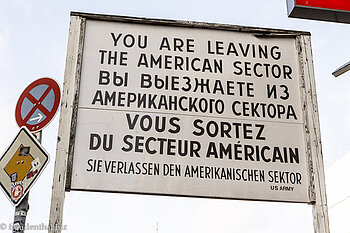 YOU ARE LEAVING
THE AMERICAN SECTOR
ВЫ ВЫЕЗЖАЕТЕ ИЗ
АМЕРИКАНСКОГО СЕКТОРА
VOUS SORTEZ
DU SECTEUR AMÉRICAIN
SIE VERLASSEN DEN AMERIKANISCHEN SEKTOR
US ARMY